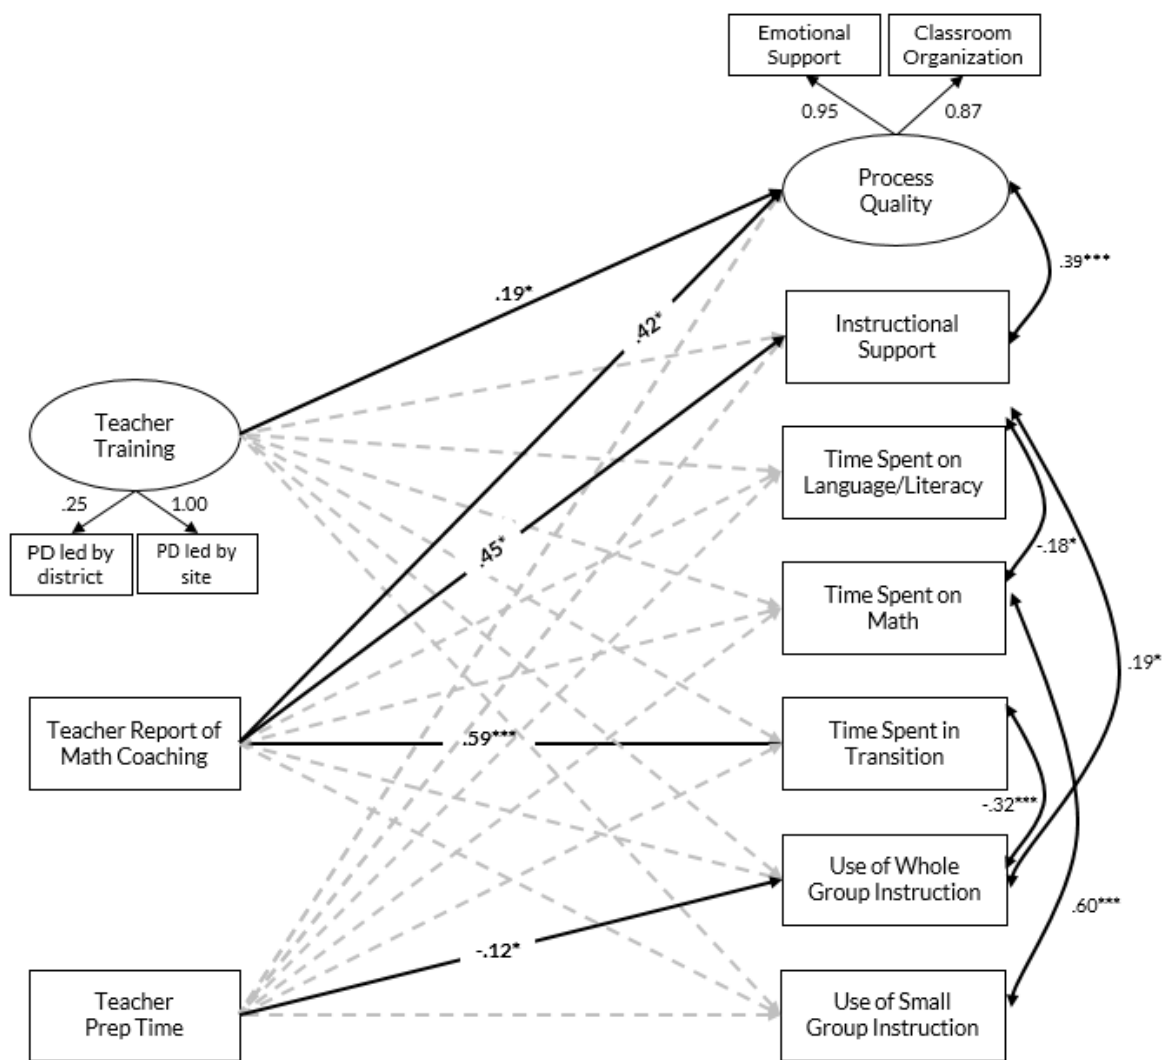 Emotional
Support
Classroom
Organization
0.95
0.87
Process
Quality
.39***
.19*
.42*
Instructional
Support
Teacher
Training
.25
1.00
PD led by
district
PD led by
site
.45*
Time Spent on
Language/Literacy
-.18*
Time Spent on
Math
.19*
Teacher Report of
Math Coaching
.59***
Time Spent in
Transition
-.32***
Use of Whole
Group Instruction
.60***
-.12*
Teacher
Prep Time
Use of Small
Group Instruction